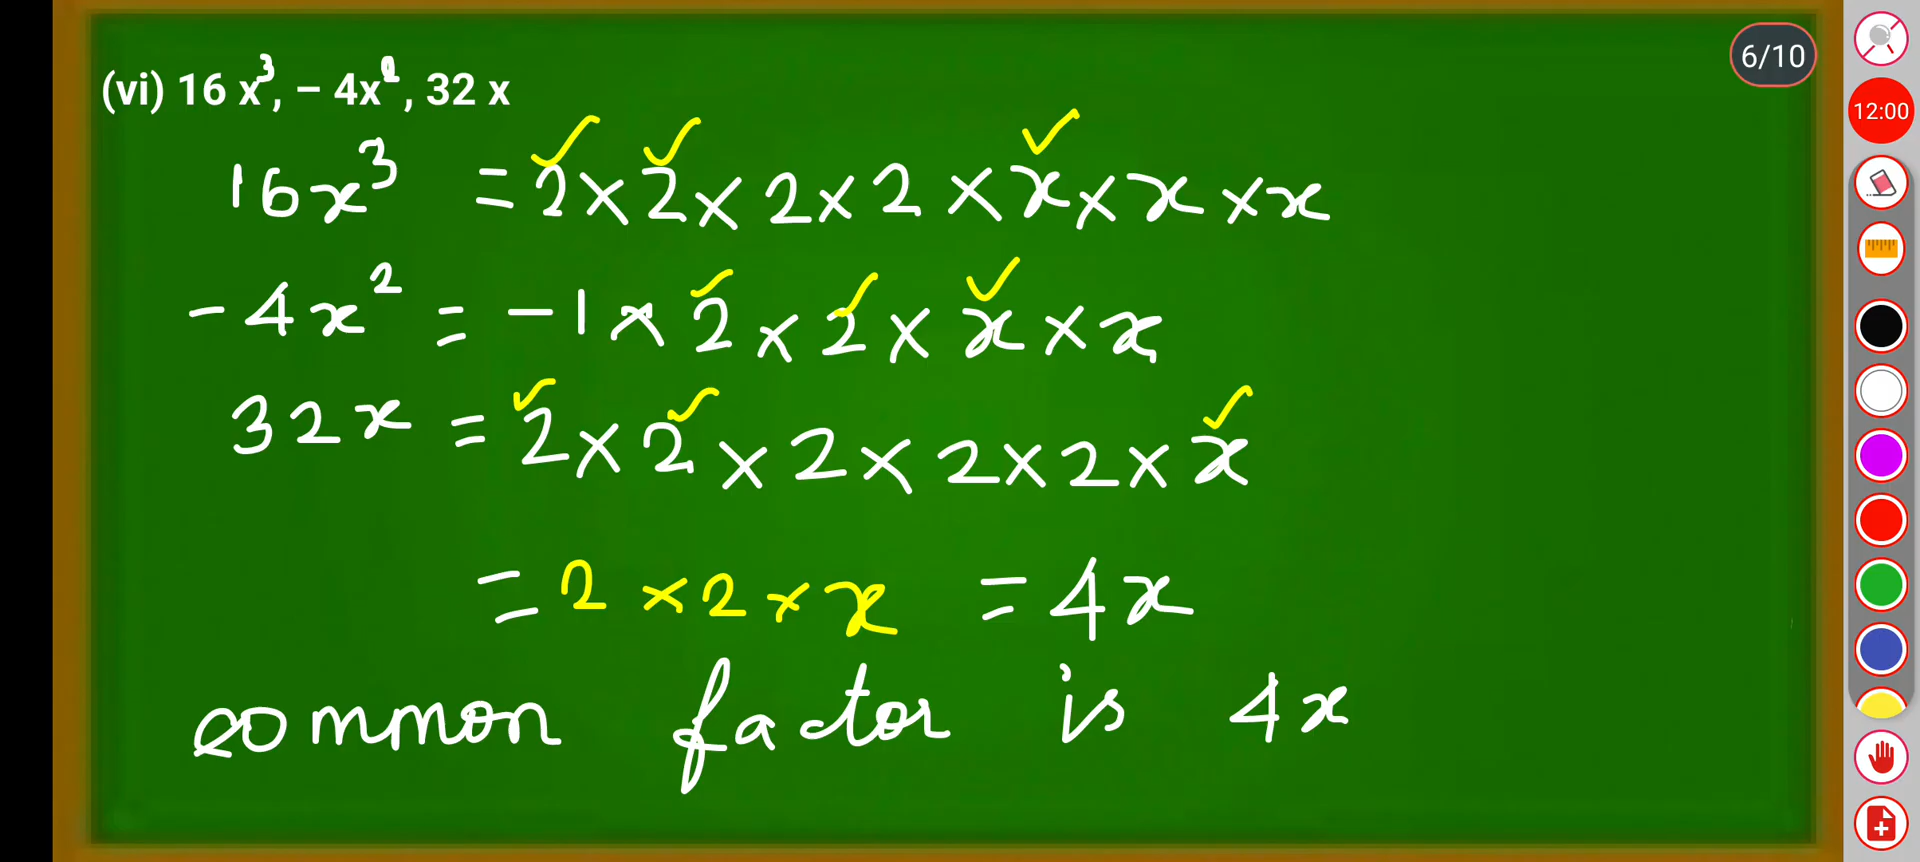 (vi) 16 x³, – 4x², 32 x
6/10
12:00
16x³ = 2 × 2 × 2 × 2 × x × x × x
- 4x² = -1 × 2 × 2 × x × x
32x = 2 × 2 × 2 × 2 × 2 × x
= 2 × 2 × x = 4x
common factor is 4x